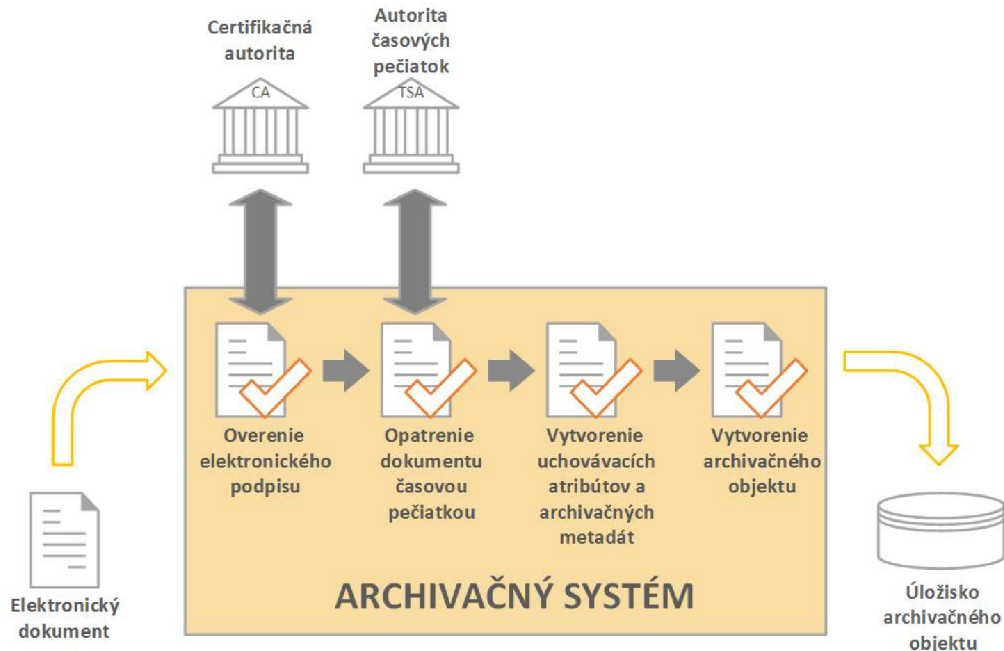 Certifikačná
autorita
Autorita
časových
pečiatok
CA
TSA
Overenie
elektronického
podpisu
Opatrenie
dokumentu
časovou
pečiatkou
Vytvorenie
uchovávacích
atribútov a
archivačných
metadát
Vytvorenie
archivačného
objektu
ARCHIVAČNÝ SYSTÉM
Elektronický
dokument
Úložisko
archivačného
objektu